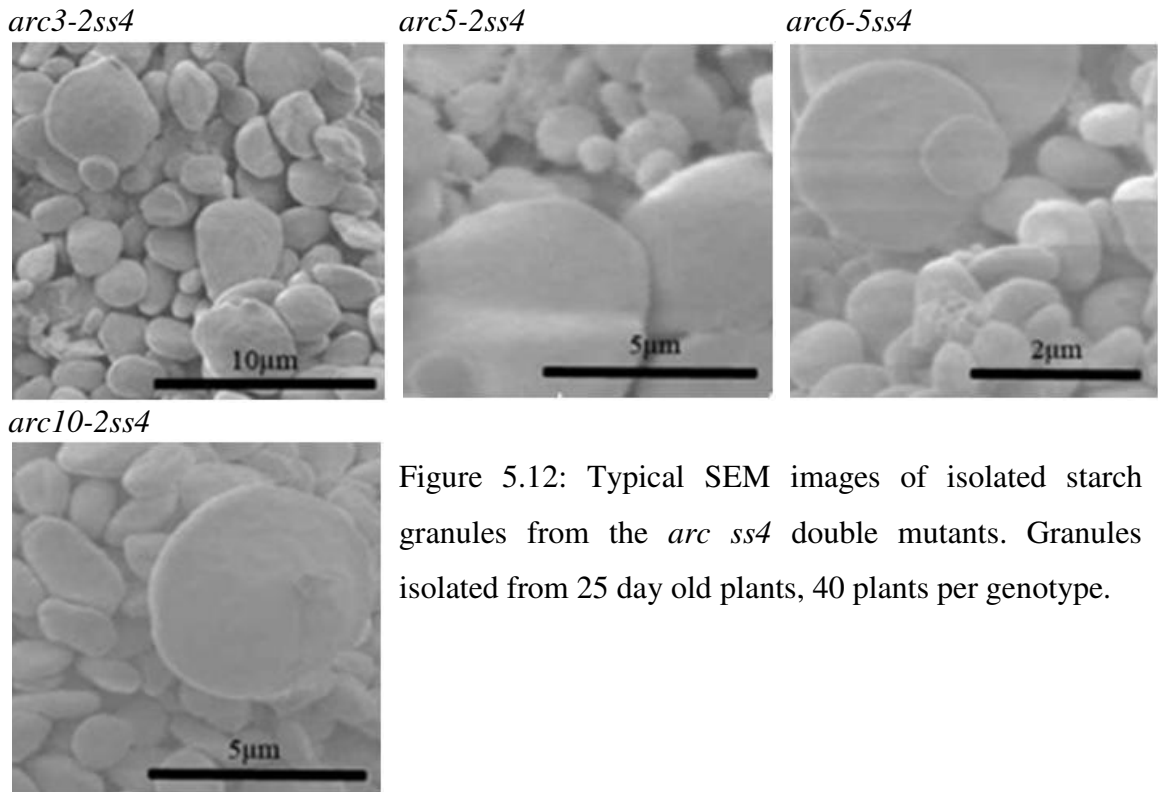 arc3-2ss4
arc5-2ss4
arc6-5ss4
10µm
5µm
2µm
arc10-2ss4
5µm
Figure 5.12: Typical SEM images of isolated starch
granules from the arc ss4 double mutants. Granules
isolated from 25 day old plants, 40 plants per genotype.